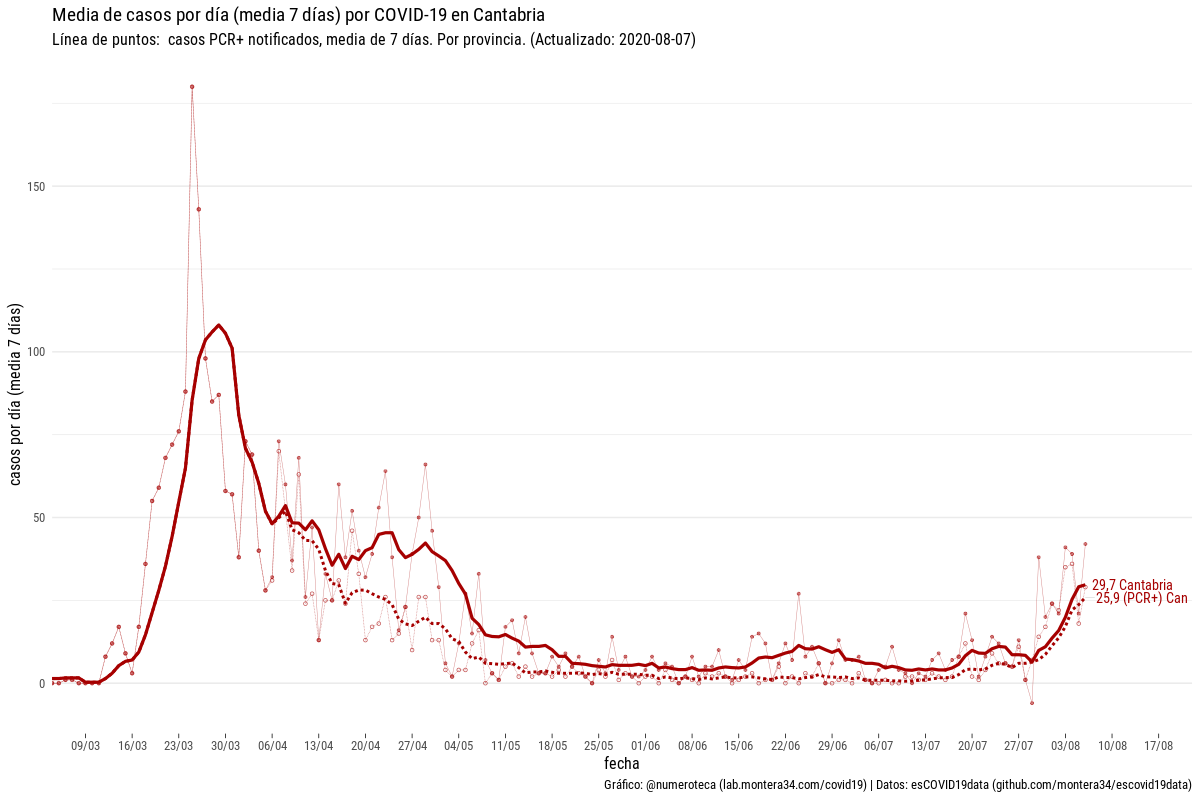 Media de casos por día (media 7 días) por COVID-19 en Cantabria
Línea de puntos:  casos PCR+ notificados, media de 7 días. Por provincia. (Actualizado: 2020-08-07)
casos por día (media 7 días)
150
100
50
0
29,7 Cantabria
25,9 (PCR+) Can
09/03 16/03 23/03 30/03 06/04 13/04 20/04 27/04 04/05 11/05 18/05 25/05 01/06 08/06 15/06 22/06 29/06 06/07 13/07 20/07 27/07 03/08 10/08 17/08
fecha
Gráfico: @numeroteca (lab.montera34.com/covid19) | Datos: esCOVID19data (github.com/montera34/escovid19data)